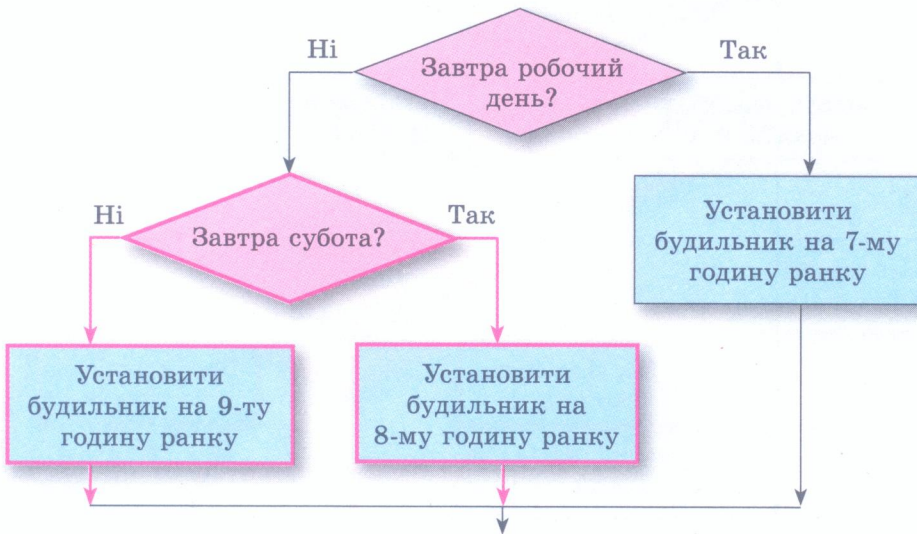 Ні
Так
Завтра робочий
день?
Ні
Так
Завтра субота?
Установити
будильник на 7-му
годину ранку
Установити
будильник на 9-ту
годину ранку
Установити
будильник на
8-му годину ранку